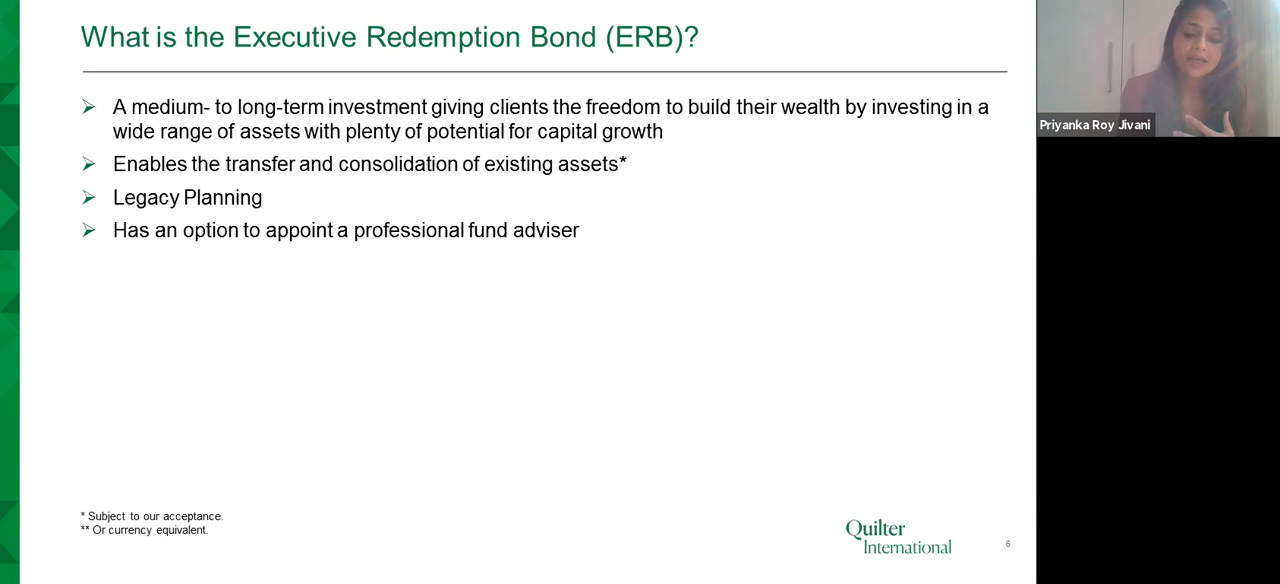 What is the Executive Redemption Bond (ERB)?
A medium- to long-term investment giving clients the freedom to build their wealth by investing in a
wide range of assets with plenty of potential for capital growth
Enables the transfer and consolidation of existing assets*
Legacy Planning
Has an option to appoint a professional fund adviser
* Subject to our acceptance.
** Or currency equivalent.
Quilter
International
6
Priyanka Roy Jivani